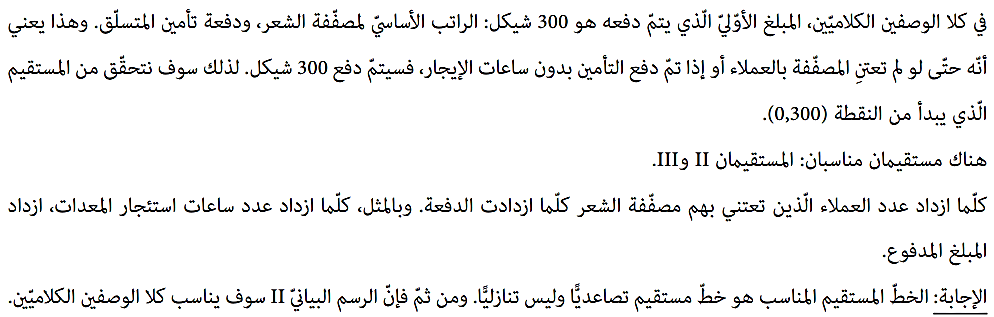 في كلا الوصفين الكلاميّين، المبلغ الأوّليّ الّذي يتمّ دفعه هو 300 شيكل: الراتب الأساسيّ لمصفّفة الشعر، ودفعة تأمين المتسلّق. وهذا يعني
أنّه حتّى لو لم تعتنِ المصفّفة بالعملاء أو إذا تمّ دفع التأمين بدون ساعات الإيجار، فسيتمّ دفع 300 شيكل. لذلك سوف نتحقّق من المستقيم
الّذي يبدأ من النقطة (0,300).
هناك مستقيمان مناسبان: المستقيمان II وIII.
كلّما ازداد عدد العملاء الّذين تعتني بهم مصفّفة الشعر كلّما ازدادت الدفعة. وبالمثل، كلّما ازداد عدد ساعات استئجار المعدات، ازداد
المبلغ المدفوع.
الإجابة: الخطّ المستقيم المناسب هو خطّ مستقيم تصاعديًّا وليس تنازليًّا. ومن ثمّ فإنّ الرسم البيانيّ II سوف يناسب كلا الوصفين الكلاميّين.